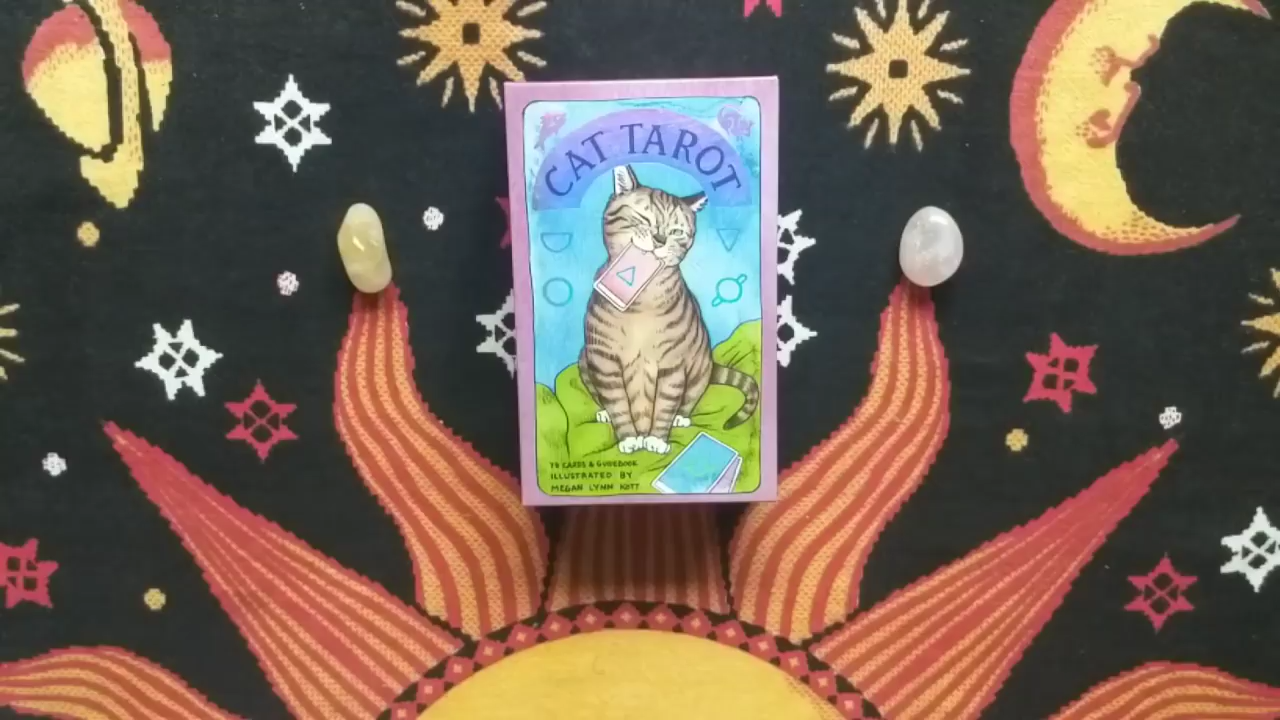 CAT TAROT
78 CARDS & GUIDEBOOK
ILLUSTRATED BY
MEGAN LYNN KOTT